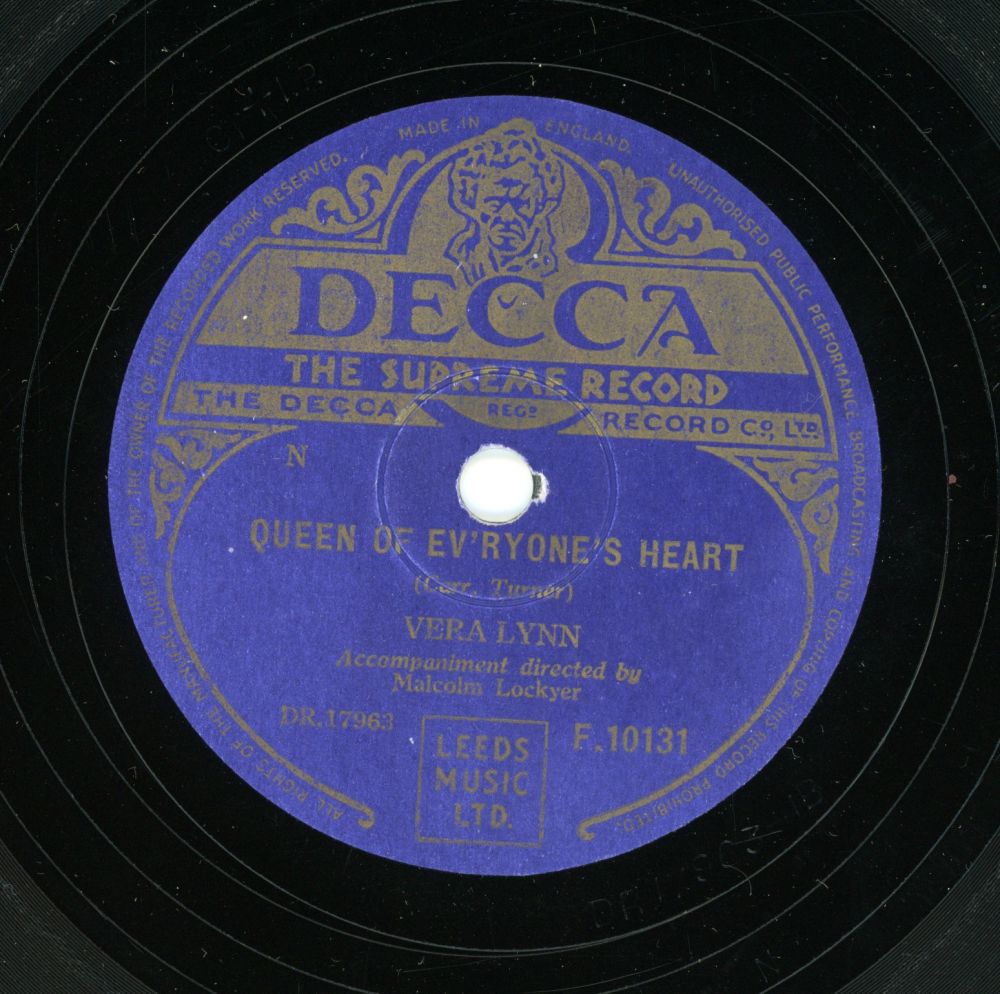 MADE IN ENGLAND.
UNAUTHORISED PUBLIC PERFORMANCE BROADCASTING AND COPYING OF THIS RECORD PROHIBITED.
ALL RIGHTS OF THE MANUFACTURER AND OF THE OWNER OF THE RECORDED WORK RESERVED.
DECCA
THE SUPREME RECORD
THE DECCA REGD RECORD CO., LTD.
N
QUEEN OF EV'RYONE'S HEART
(Carr, Turner)
VERA LYNN
Accompaniment directed by
Malcolm Lockyer
DR.17963
F.10131
LEEDS
MUSIC
LTD.